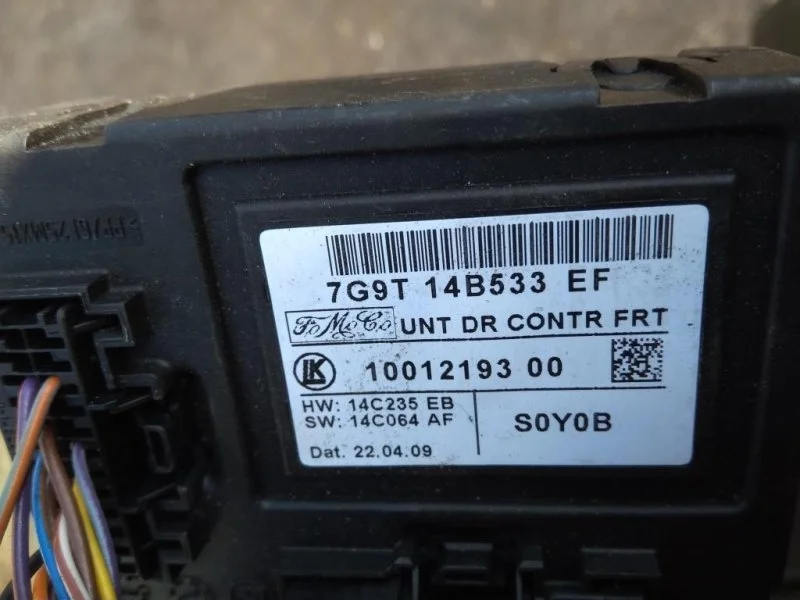 7G9T 14B533 EF
FoMoCo UNT DR CONTR FRT
LK 10012193 00
HW: 14C235 EB
SW: 14C064 AF
S0Y0B
Dat. 22.04.09